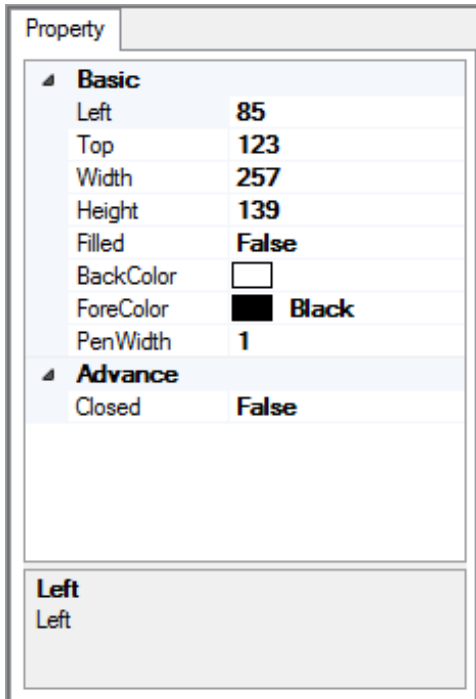 Property
Basic
Left 85
Top 123
Width 257
Height 139
Filled False
BackColor
ForeColor Black
PenWidth 1
Advance
Closed False
Left
Left